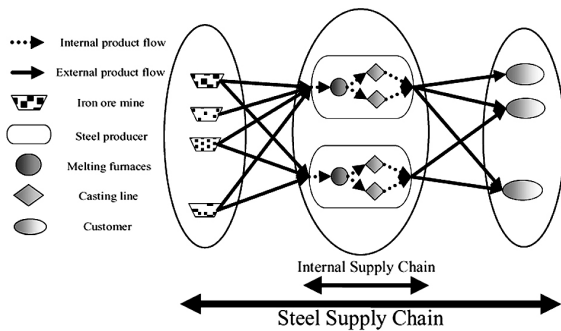 Internal product flow
External product flow
Iron ore mine
Steel producer
Melting furnaces
Casting line
Customer
Internal Supply Chain
Steel Supply Chain